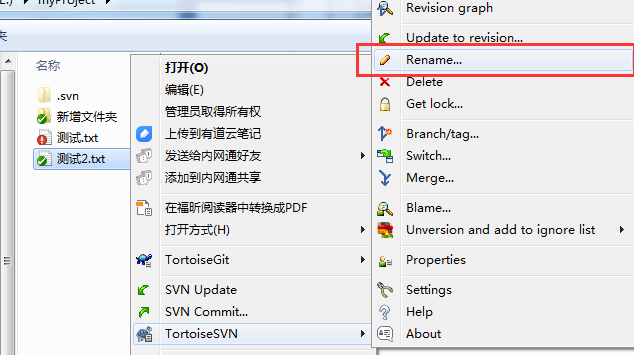 myProject
名称
.svn
新增文件夹
测试.txt
测试2.txt
打开(O)
编辑(E)
管理员取得所有权
上传到有道云笔记
发送给内网通好友
添加到内网通共享
在福昕阅读器中转换成PDF
打开方式(H)
TortoiseGit
SVN Update
SVN Commit...
TortoiseSVN
Revision graph
Update to revision...
Rename...
Delete
Get lock...
Branch/tag...
Switch...
Merge...
Blame...
Unversion and add to ignore list
Properties
Settings
Help
About